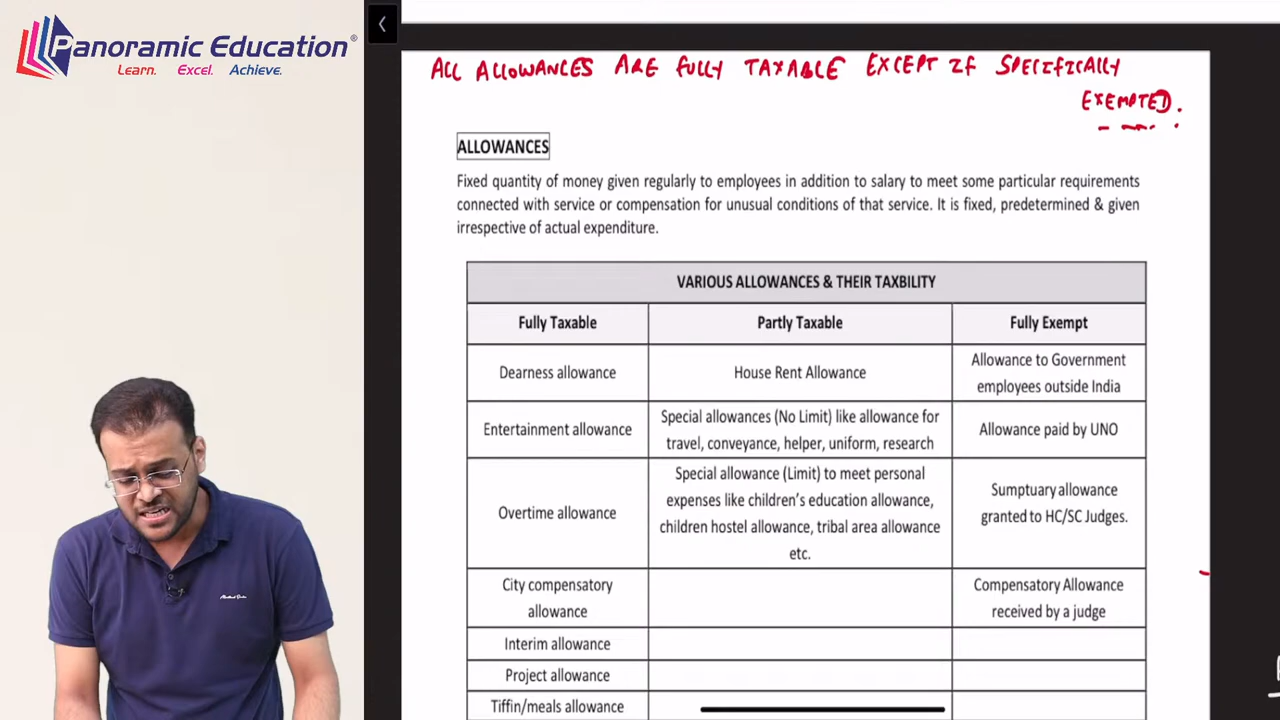 Panoramic Education®
Learn. Excel. Achieve.
ALL ALLOWANCES ARE FULLY TAXABLE EXCEPT IF SPECIFICALLY
EXEMPTED.
ALLOWANCES
Fixed quantity of money given regularly to employees in addition to salary to meet some particular requirements
connected with service or compensation for unusual conditions of that service. It is fixed, predetermined & given
irrespective of actual expenditure.
VARIOUS ALLOWANCES & THEIR TAXBILITY
Fully Taxable
Partly Taxable
Fully Exempt
Dearness allowance
House Rent Allowance
Allowance to Government
employees outside India
Entertainment allowance
Special allowances (No Limit) like allowance for
travel, conveyance, helper, uniform, research
Allowance paid by UNO
Overtime allowance
Special allowance (Limit) to meet personal
expenses like children's education allowance,
children hostel allowance, tribal area allowance
etc.
Sumptuary allowance
granted to HC/SC Judges.
City compensatory
allowance
Compensatory Allowance
received by a judge
Interim allowance
Project allowance
Tiffin/meals allowance